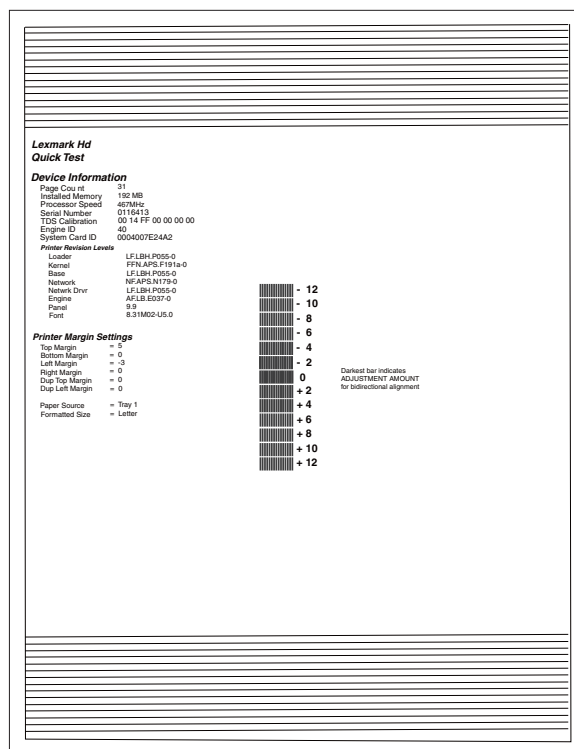 Lexmark Hd
Quick Test
Device Information
Page Cou nt 31
Installed Memory 192 MB
Processor Speed 467MHz
Serial Number 0116413
TDS Calibration 00 14 FF 00 00 00 00
Engine ID 40
System Card ID 0004007E24A2
Printer Revision Levels
Loader LF.LBH.P055-0
Kernel FFN.APS.F191a-0
Base LF.LBH.P055-0
Network NF.APS.N179-0
Netwrk Drvr LF.LBH.P055-0
Engine AF.LB.E037-0
Panel 9.9
Font 8.31M02-U5.0
Printer Margin Settings
Top Margin = 5
Bottom Margin = 0
Left Margin = -3
Right Margin = 0
Dup Top Margin = 0
Dup Left Margin = 0
Paper Source = Tray 1
Formatted Size = Letter
- 12
- 10
- 8
- 6
- 4
- 2
0
+ 2
+ 4
+ 6
+ 8
+ 10
+ 12
Darkest bar indicates
ADJUSTMENT AMOUNT
for bidirectional alignment